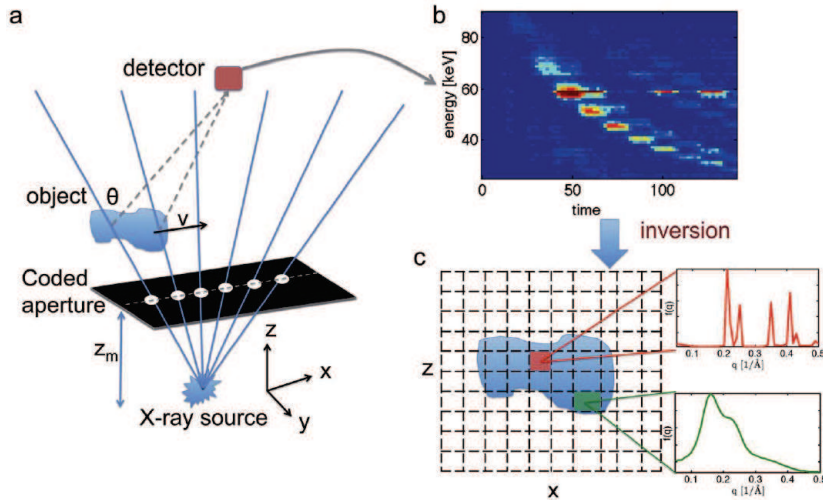 a
detector
object
θ
v
Coded
aperture
z_m
X-ray source
z
x
y
b
energy [keV]
80
60
40
0
50
100
time
inversion
c
z
x
f(q)
0.1
0.2
0.3
0.4
0.5
q [1/Å]
f(q)
0.1
0.2
0.3
0.4
0.5
q [1/Å]